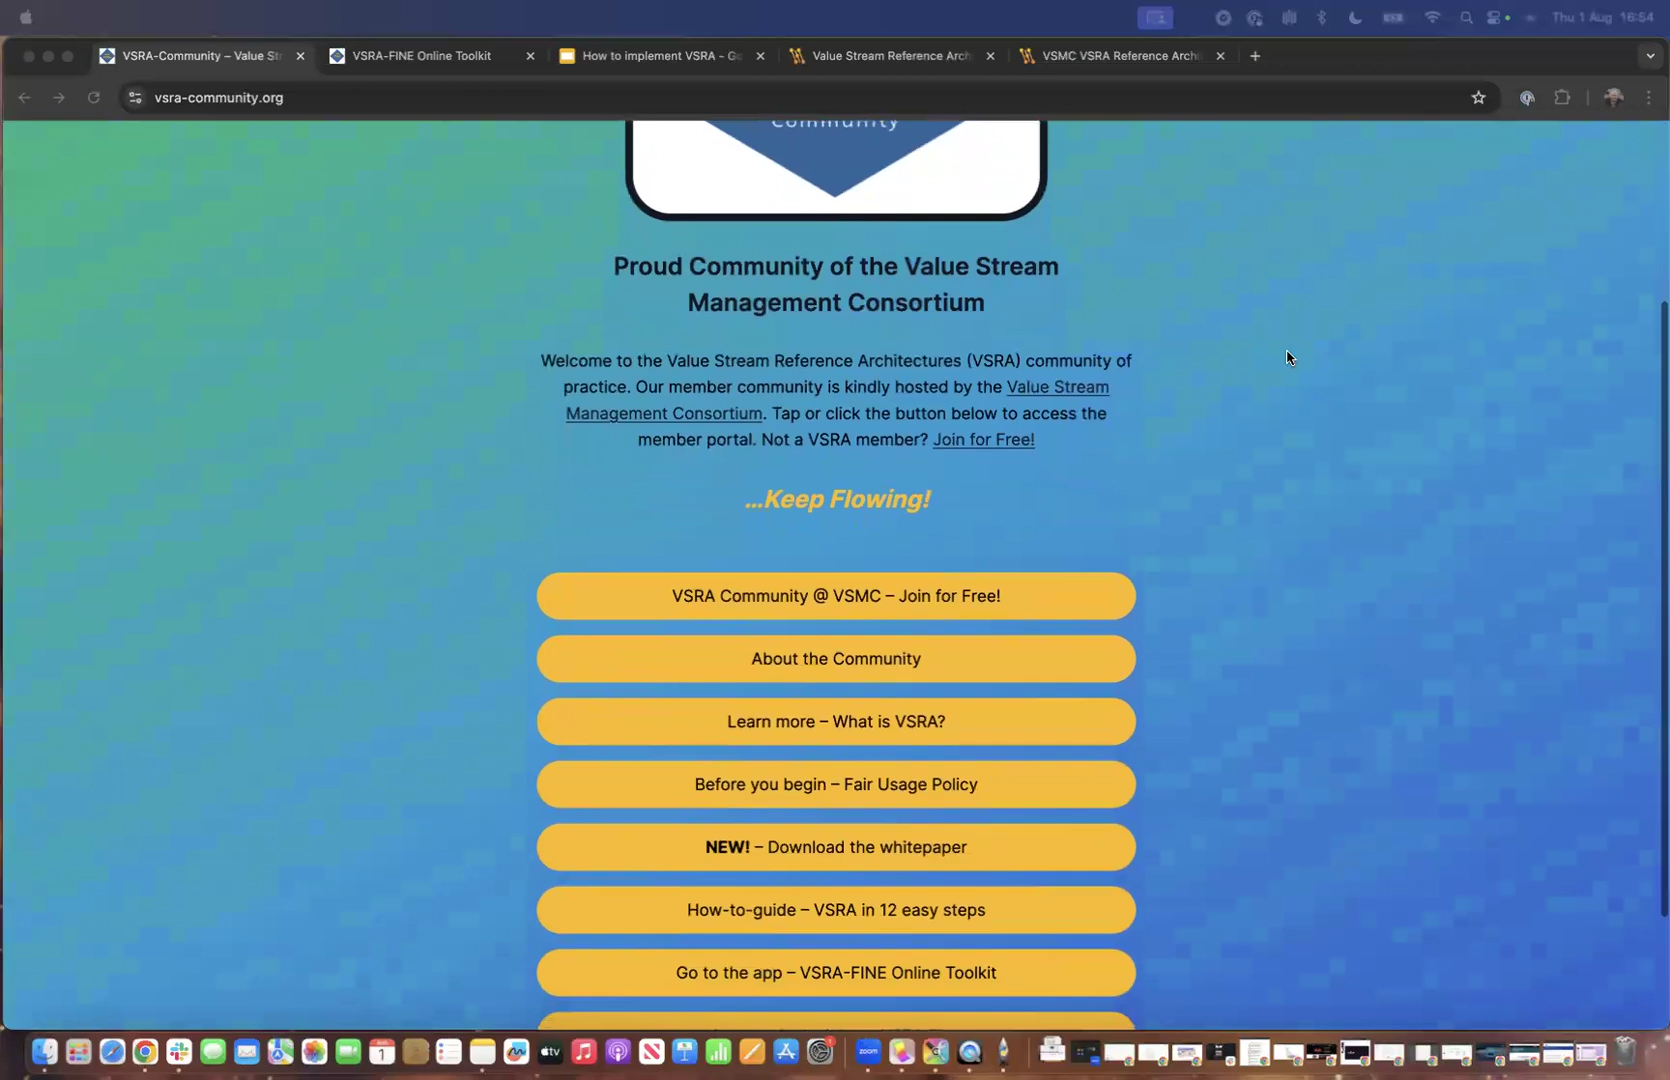 Thu 1 Aug 16:54
VSRA-Community – Value St
VSRA-FINE Online Toolkit
How to implement VSRA - Go
Value Stream Reference Arch
VSMC VSRA Reference Archi
vsra-community.org
Community
Proud Community of the Value Stream
Management Consortium
Welcome to the Value Stream Reference Architectures (VSRA) community of
practice. Our member community is kindly hosted by the Value Stream
Management Consortium. Tap or click the button below to access the
member portal. Not a VSRA member? Join for Free!
...Keep Flowing!
VSRA Community @ VSMC – Join for Free!
About the Community
Learn more – What is VSRA?
Before you begin – Fair Usage Policy
NEW! – Download the whitepaper
How-to-guide – VSRA in 12 easy steps
Go to the app – VSRA-FINE Online Toolkit
1
tv
zoom